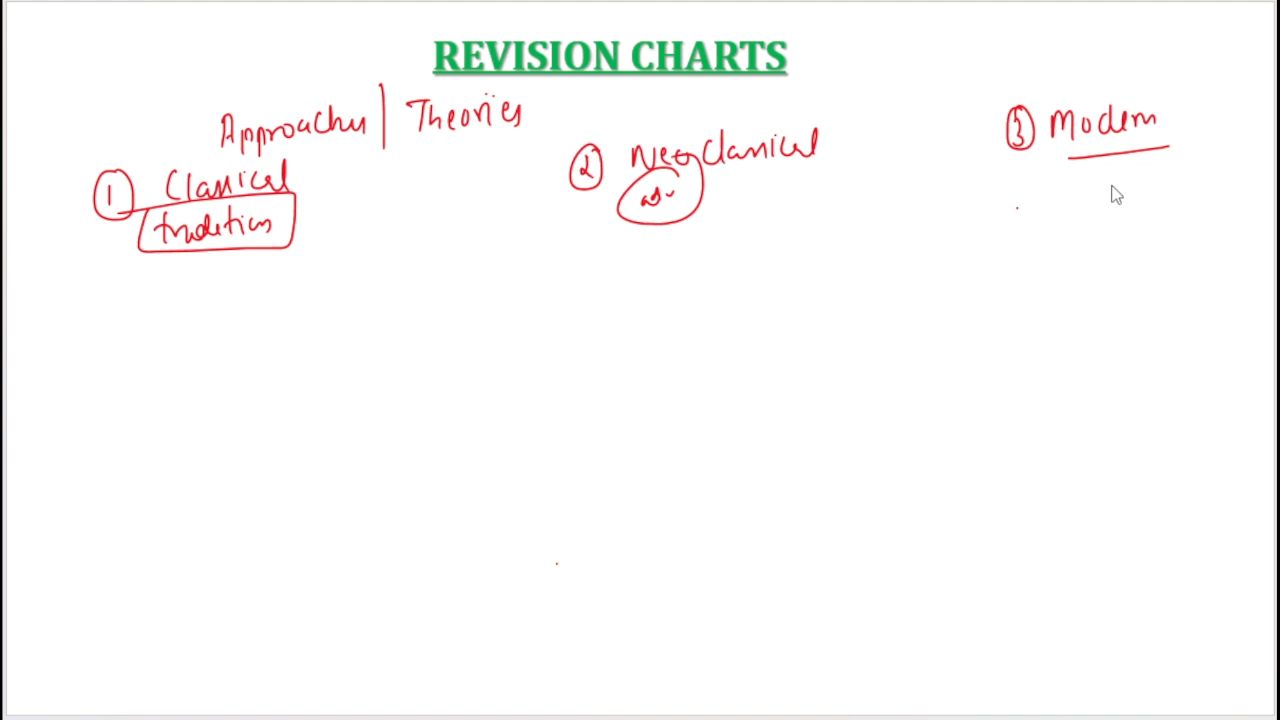 REVISION CHARTS
Approaches | Theories
① Classical
tradition
② Neoclassical
③ Modern